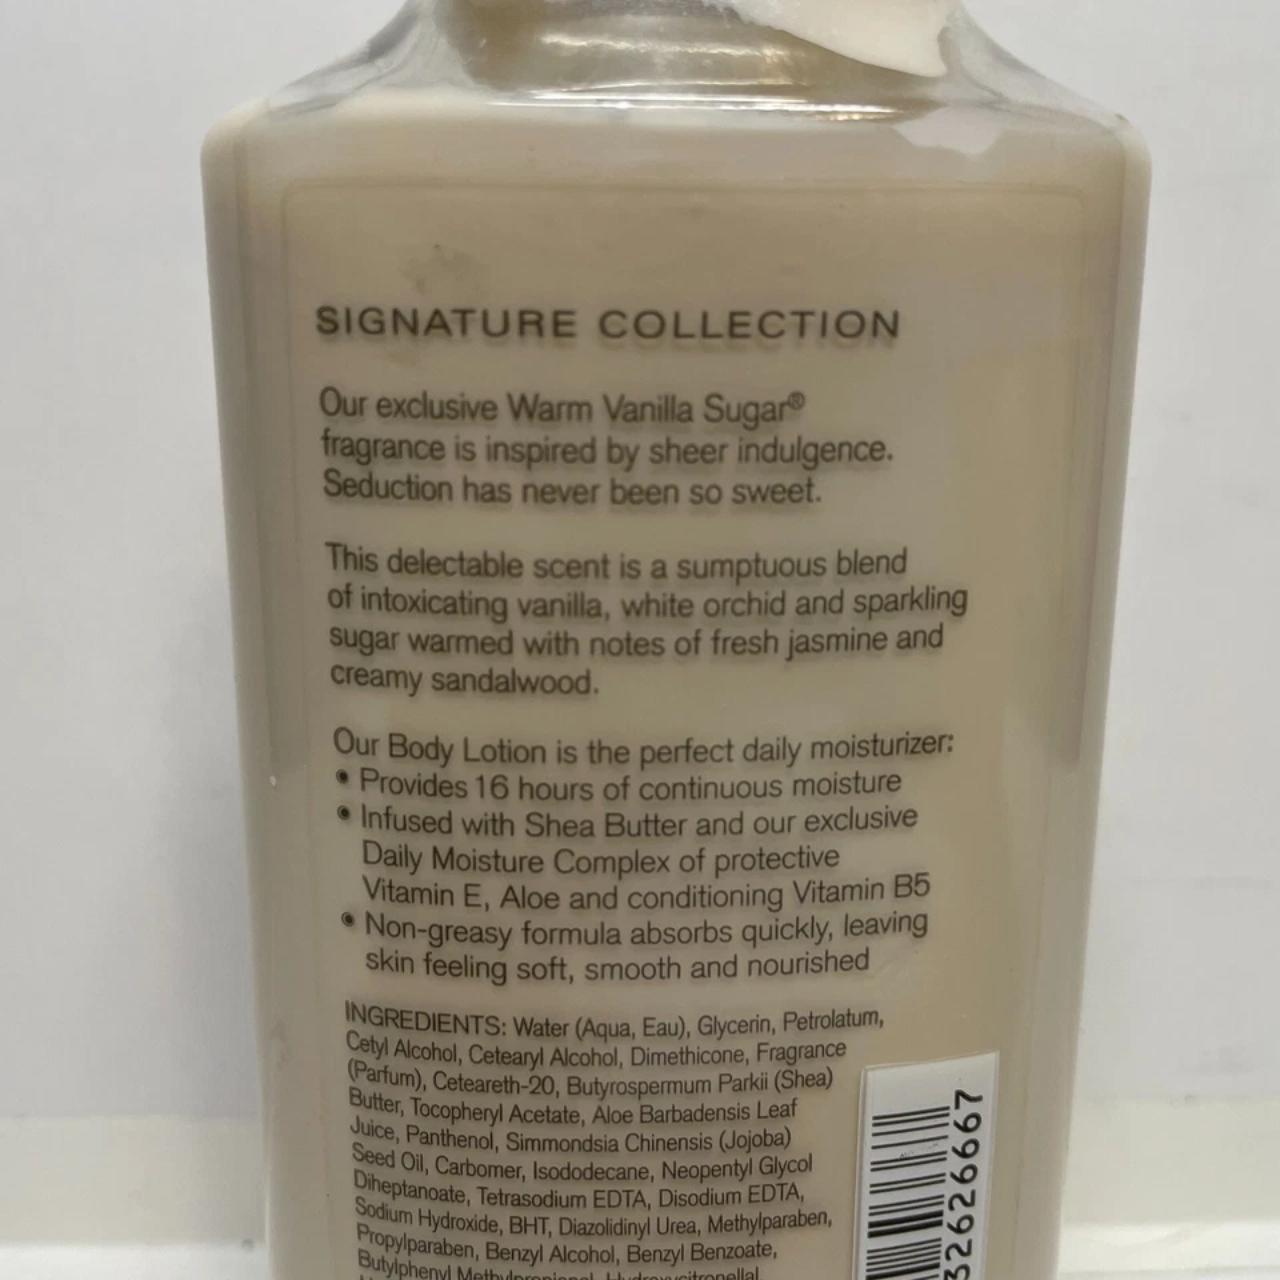 SIGNATURE COLLECTION
Our exclusive Warm Vanilla Sugar®
fragrance is inspired by sheer indulgence.
Seduction has never been so sweet.
This delectable scent is a sumptuous blend
of intoxicating vanilla, white orchid and sparkling
sugar warmed with notes of fresh jasmine and
creamy sandalwood.
Our Body Lotion is the perfect daily moisturizer:
• Provides 16 hours of continuous moisture
• Infused with Shea Butter and our exclusive
Daily Moisture Complex of protective
Vitamin E, Aloe and conditioning Vitamin B5
• Non-greasy formula absorbs quickly, leaving
skin feeling soft, smooth and nourished
INGREDIENTS: Water (Aqua, Eau), Glycerin, Petrolatum,
Cetyl Alcohol, Cetearyl Alcohol, Dimethicone, Fragrance
(Parfum), Ceteareth-20, Butyrospermum Parkii (Shea)
Butter, Tocopheryl Acetate, Aloe Barbadensis Leaf
Juice, Panthenol, Simmondsia Chinensis (Jojoba)
Seed Oil, Carbomer, Isododecane, Neopentyl Glycol
Diheptanoate, Tetrasodium EDTA, Disodium EDTA,
Sodium Hydroxide, BHT, Diazolidinyl Urea, Methylparaben,
Propylparaben, Benzyl Alcohol, Benzyl Benzoate,
Butylphenyl Methylpropional, Hydroxycitronellal,
326266​67